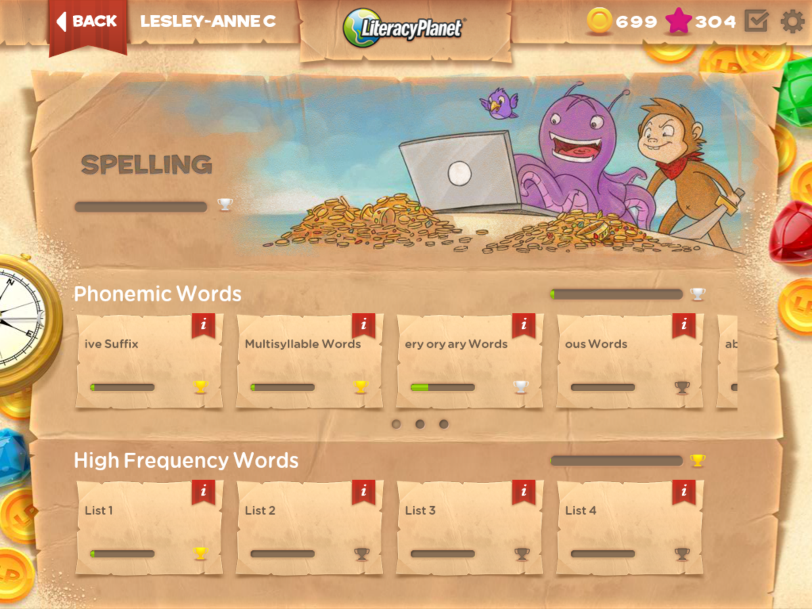 BACK
LESLEY-ANNE C
LiteracyPlanet
699
304
SPELLING
Phonemic Words
ive Suffix
Multisyllable Words
ery ory ary Words
ous Words
High Frequency Words
List 1
List 2
List 3
List 4